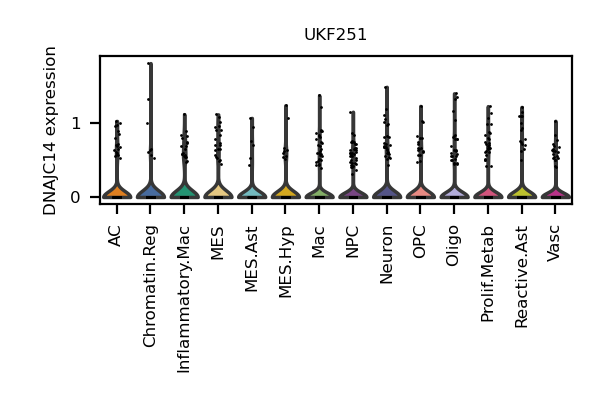 UKF251
DNAJC14 expression
1
0
AC
Chromatin.Reg
Inflammatory.Mac
MES
MES.Ast
MES.Hyp
Mac
NPC
Neuron
OPC
Oligo
Prolif.Metab
Reactive.Ast
Vasc